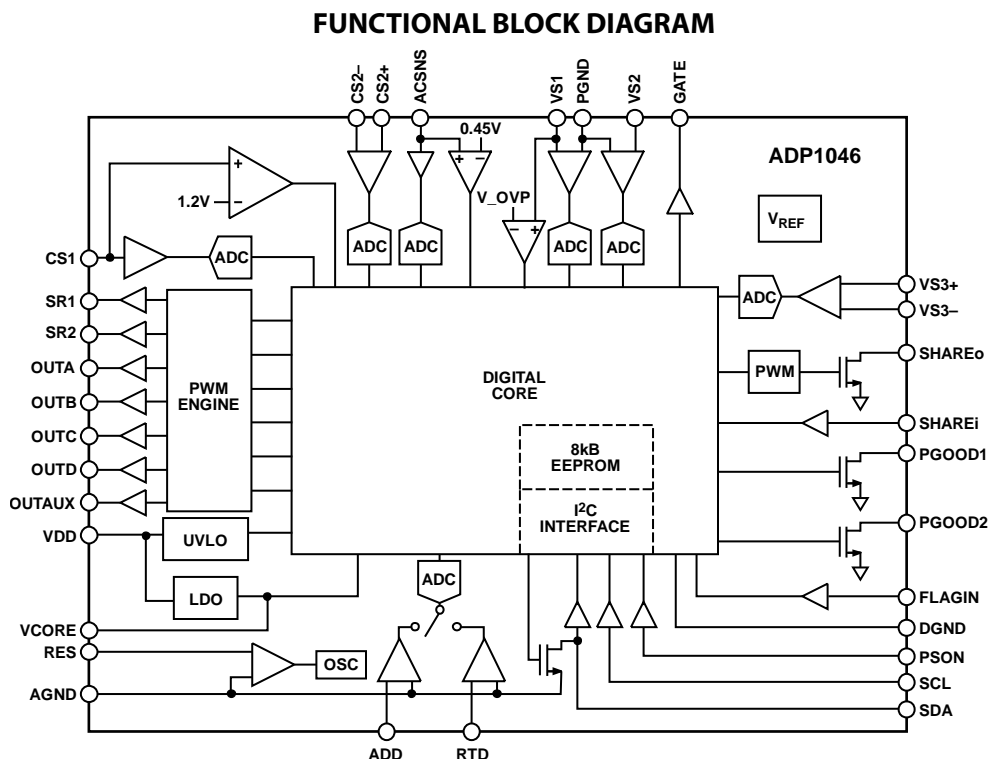 FUNCTIONAL BLOCK DIAGRAM
CS2–
CS2+
ACSNS
VS1
PGND
VS2
GATE
ADP1046
+
1.2V
–
0.45V
+
–
V_OVP
–
+
VREF
ADC
ADC
ADC
ADC
CS1
ADC
ADC
VS3+
VS3–
SR1
SR2
OUTA
OUTB
OUTC
OUTD
OUTAUX
PWM
ENGINE
DIGITAL
CORE
8kB
EEPROM
I2C
INTERFACE
PWM
SHAREo
SHAREi
PGOOD1
PGOOD2
VDD
UVLO
LDO
VCORE
RES
AGND
OSC
ADC
FLAGIN
DGND
PSON
SCL
SDA
ADD
RTD